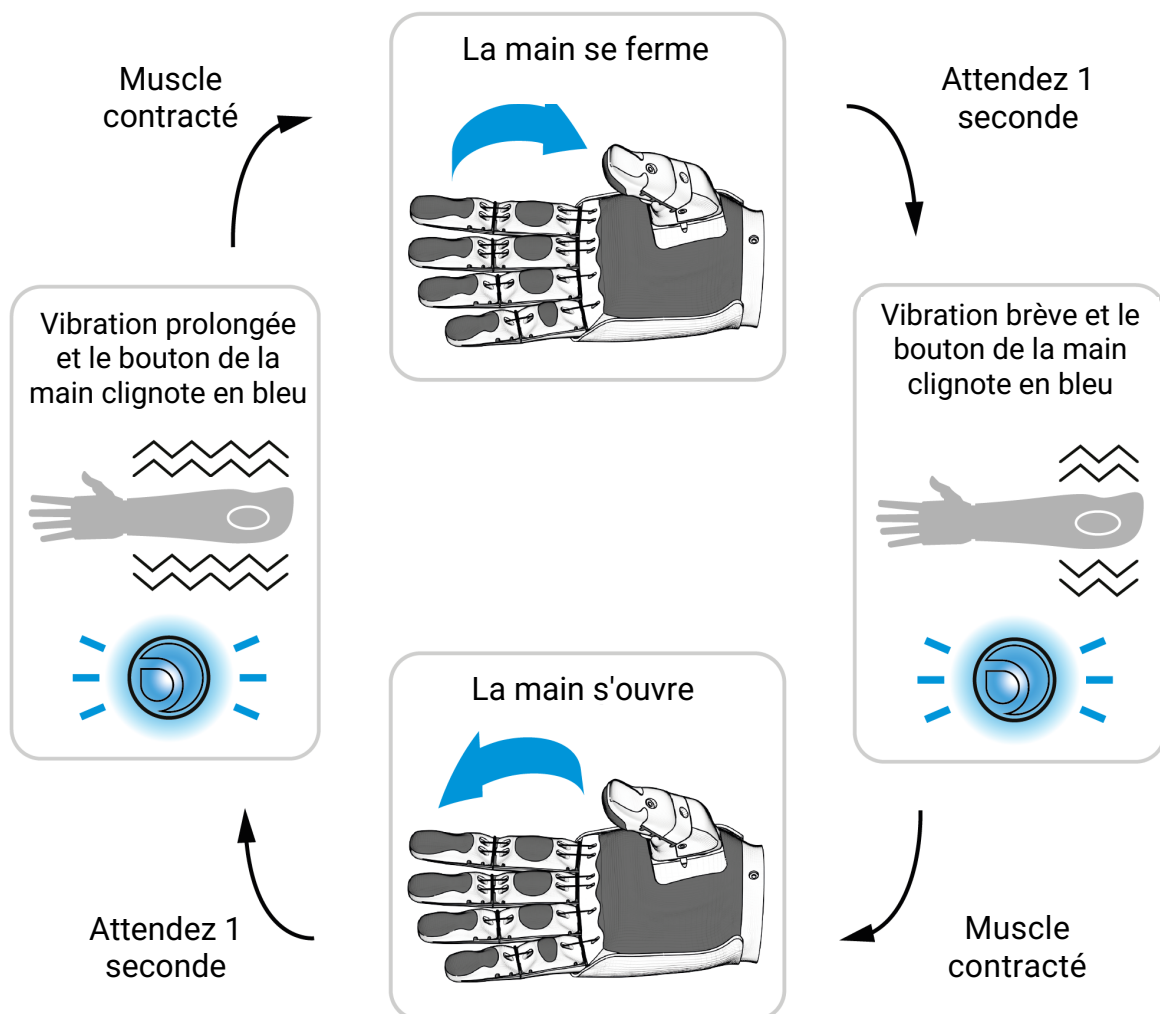 La main se ferme
Muscle
contracté
Attendez 1
seconde
Vibration prolongée
et le bouton de la
main clignote en bleu
Vibration brève et le
bouton de la main
clignote en bleu
La main s'ouvre
Attendez 1
seconde
Muscle
contracté